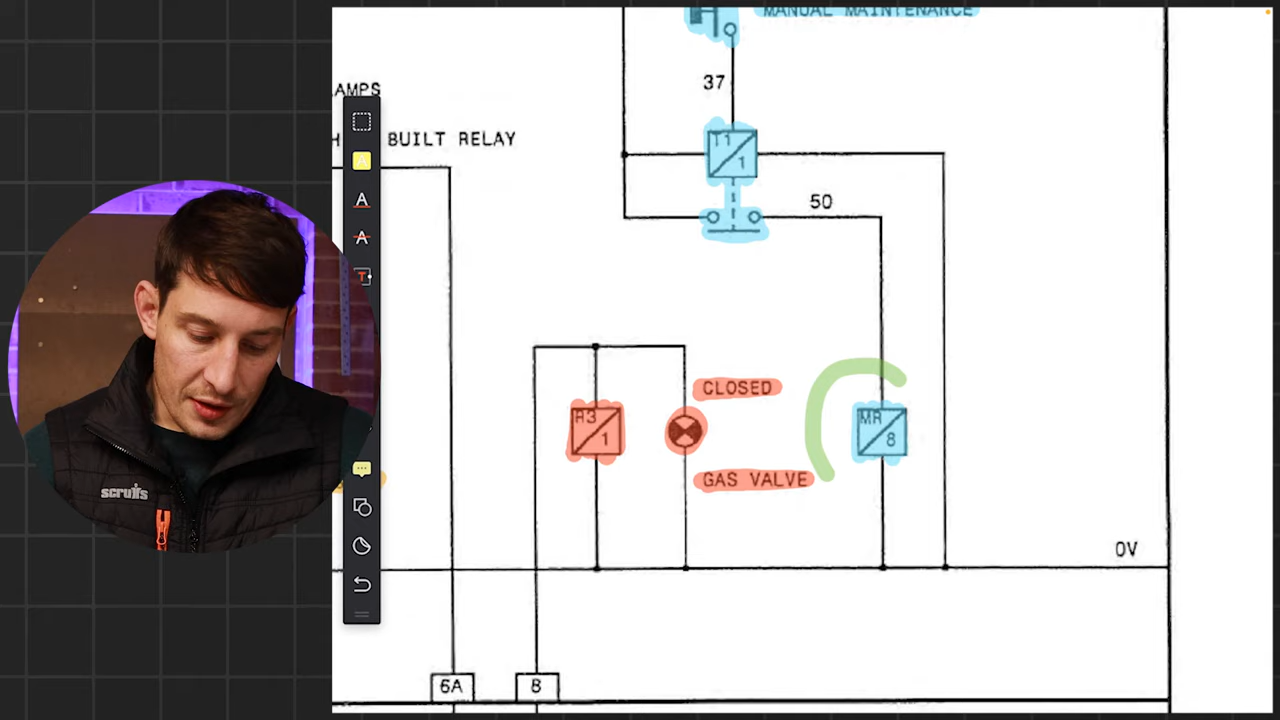 MANUAL MAINTENANCE
37
AMPS
BUILT RELAY
T1
1
50
CLOSED
R3
1
MR
8
GAS VALVE
scruffs
0V
6A
8